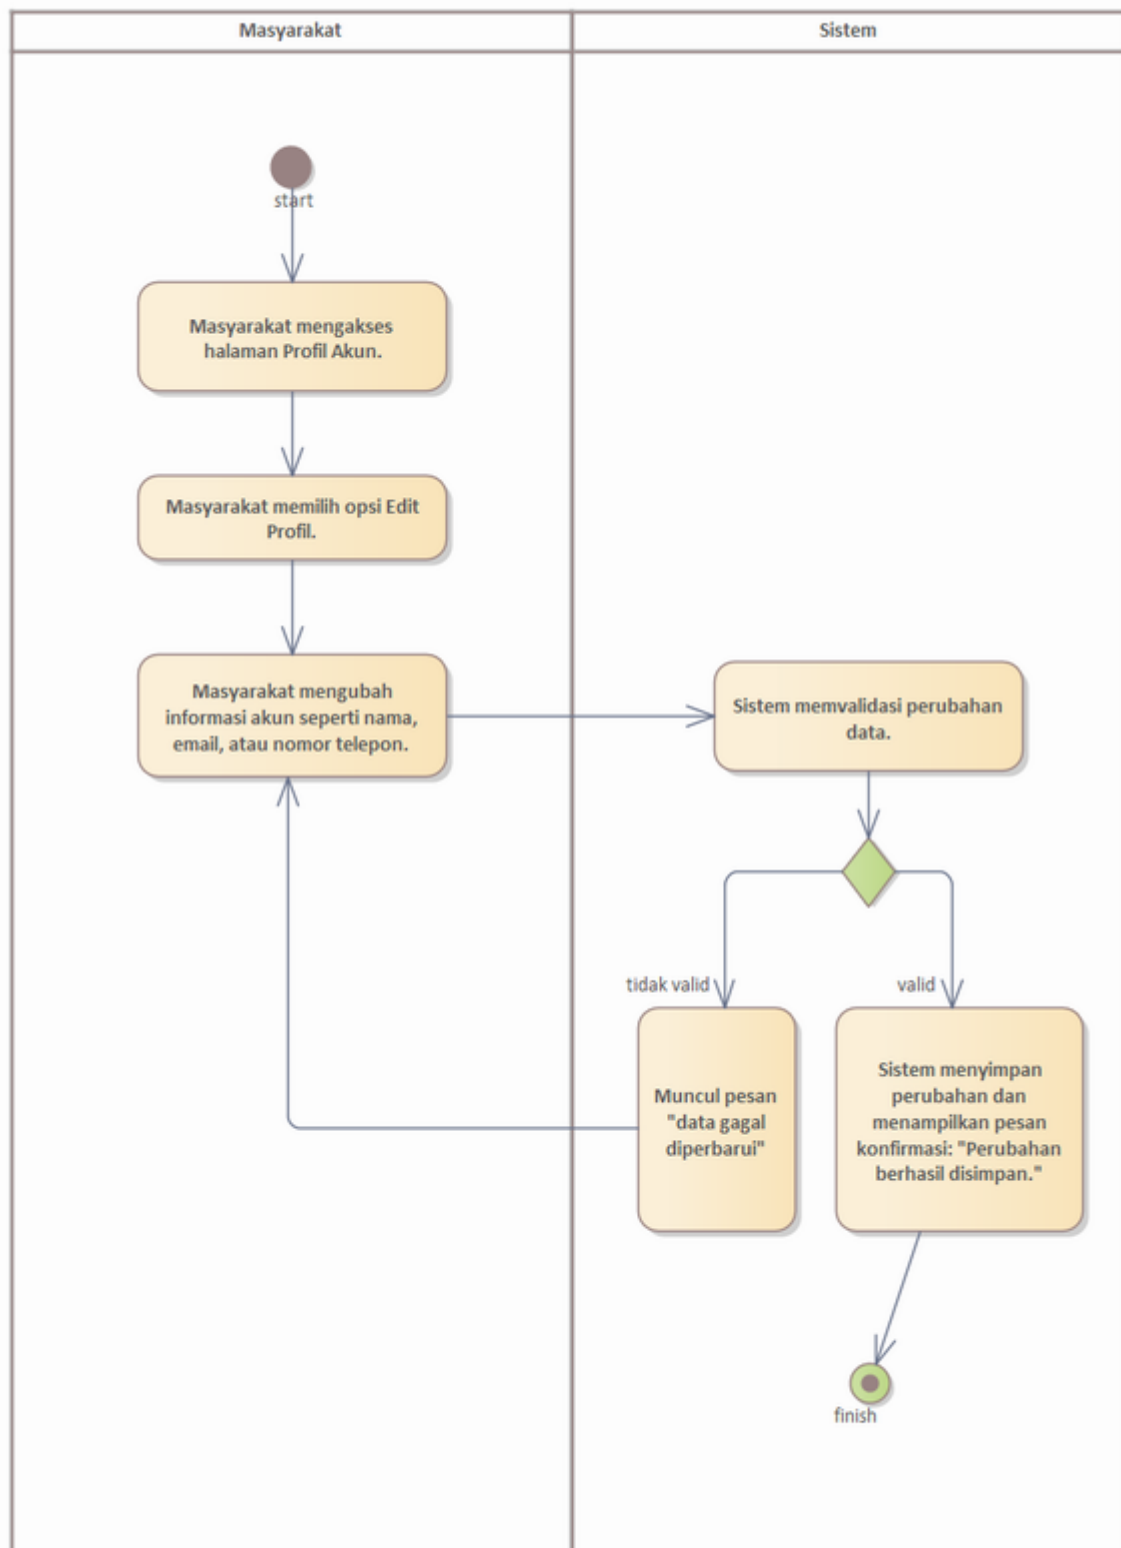 Masyarakat
Sistem
start
Masyarakat mengakses
halaman Profil Akun.
Masyarakat memilih opsi Edit
Profil.
Masyarakat mengubah
informasi akun seperti nama,
email, atau nomor telepon.
Sistem memvalidasi perubahan
data.
tidak valid
valid
Muncul pesan
"data gagal
diperbarui"
Sistem menyimpan
perubahan dan
menampilkan pesan
konfirmasi: "Perubahan
berhasil disimpan."
finish